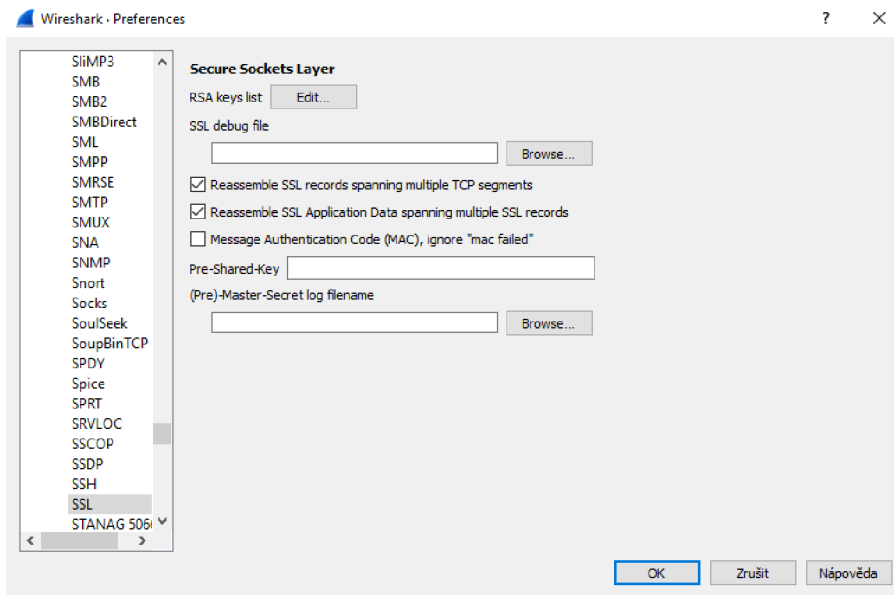 Wireshark · Preferences
?
SliMP3
SMB
SMB2
SMBDirect
SML
SMPP
SMRSE
SMTP
SMUX
SNA
SNMP
Snort
Socks
SoulSeek
SoupBinTCP
SPDY
Spice
SPRT
SRVLOC
SSCOP
SSDP
SSH
SSL
STANAG 506
Secure Sockets Layer
RSA keys list Edit...
SSL debug file
Browse...
Reassemble SSL records spanning multiple TCP segments
Reassemble SSL Application Data spanning multiple SSL records
Message Authentication Code (MAC), ignore "mac failed"
Pre-Shared-Key
(Pre)-Master-Secret log filename
Browse...
OK Zrušit Nápověda